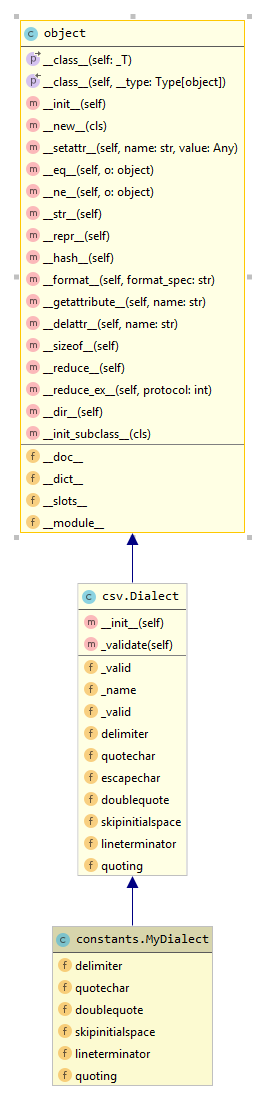 c object
p __class__(self: _T)
p __class__(self, __type: Type[object])
m __init__(self)
m __new__(cls)
m __setattr__(self, name: str, value: Any)
m __eq__(self, o: object)
m __ne__(self, o: object)
m __str__(self)
m __repr__(self)
m __hash__(self)
m __format__(self, format_spec: str)
m __getattribute__(self, name: str)
m __delattr__(self, name: str)
m __sizeof__(self)
m __reduce__(self)
m __reduce_ex__(self, protocol: int)
m __dir__(self)
m __init_subclass__(cls)
f __doc__
f __dict__
f __slots__
f __module__
c csv.Dialect
m __init__(self)
m _validate(self)
f _valid
f _name
f _valid
f delimiter
f quotechar
f escapechar
f doublequote
f skipinitialspace
f lineterminator
f quoting
c constants.MyDialect
f delimiter
f quotechar
f doublequote
f skipinitialspace
f lineterminator
f quoting